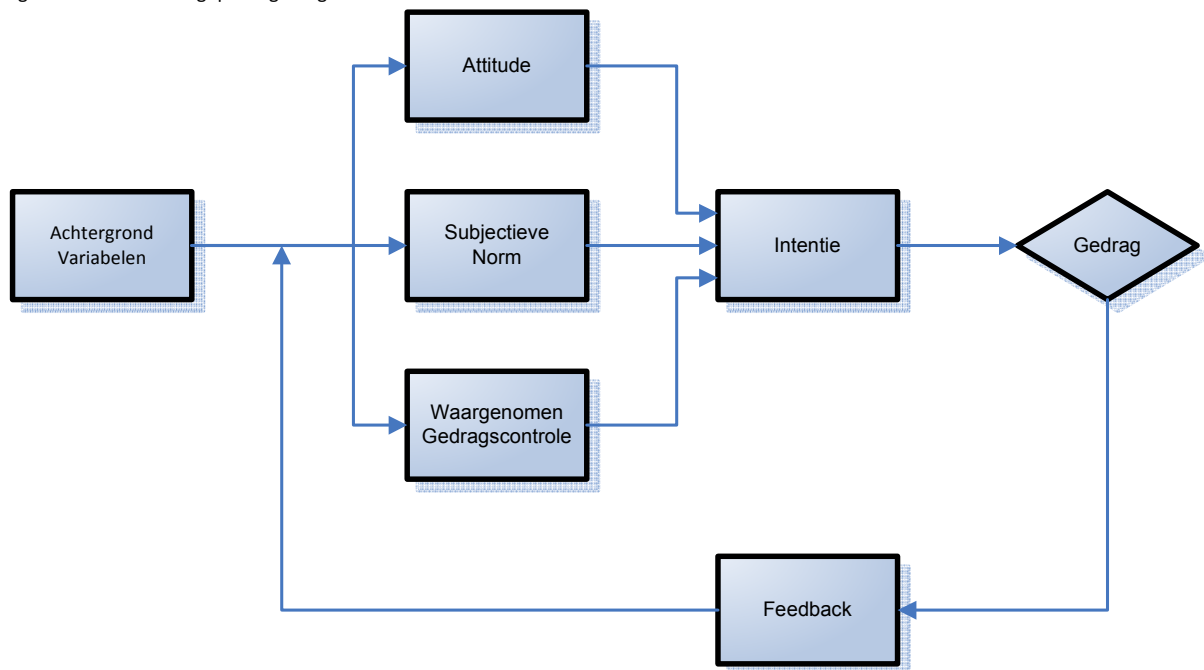 Attitude
Achtergrond
Variabelen
Subjectieve
Norm
Intentie
Gedrag
Waargenomen
Gedragscontrole
Feedback